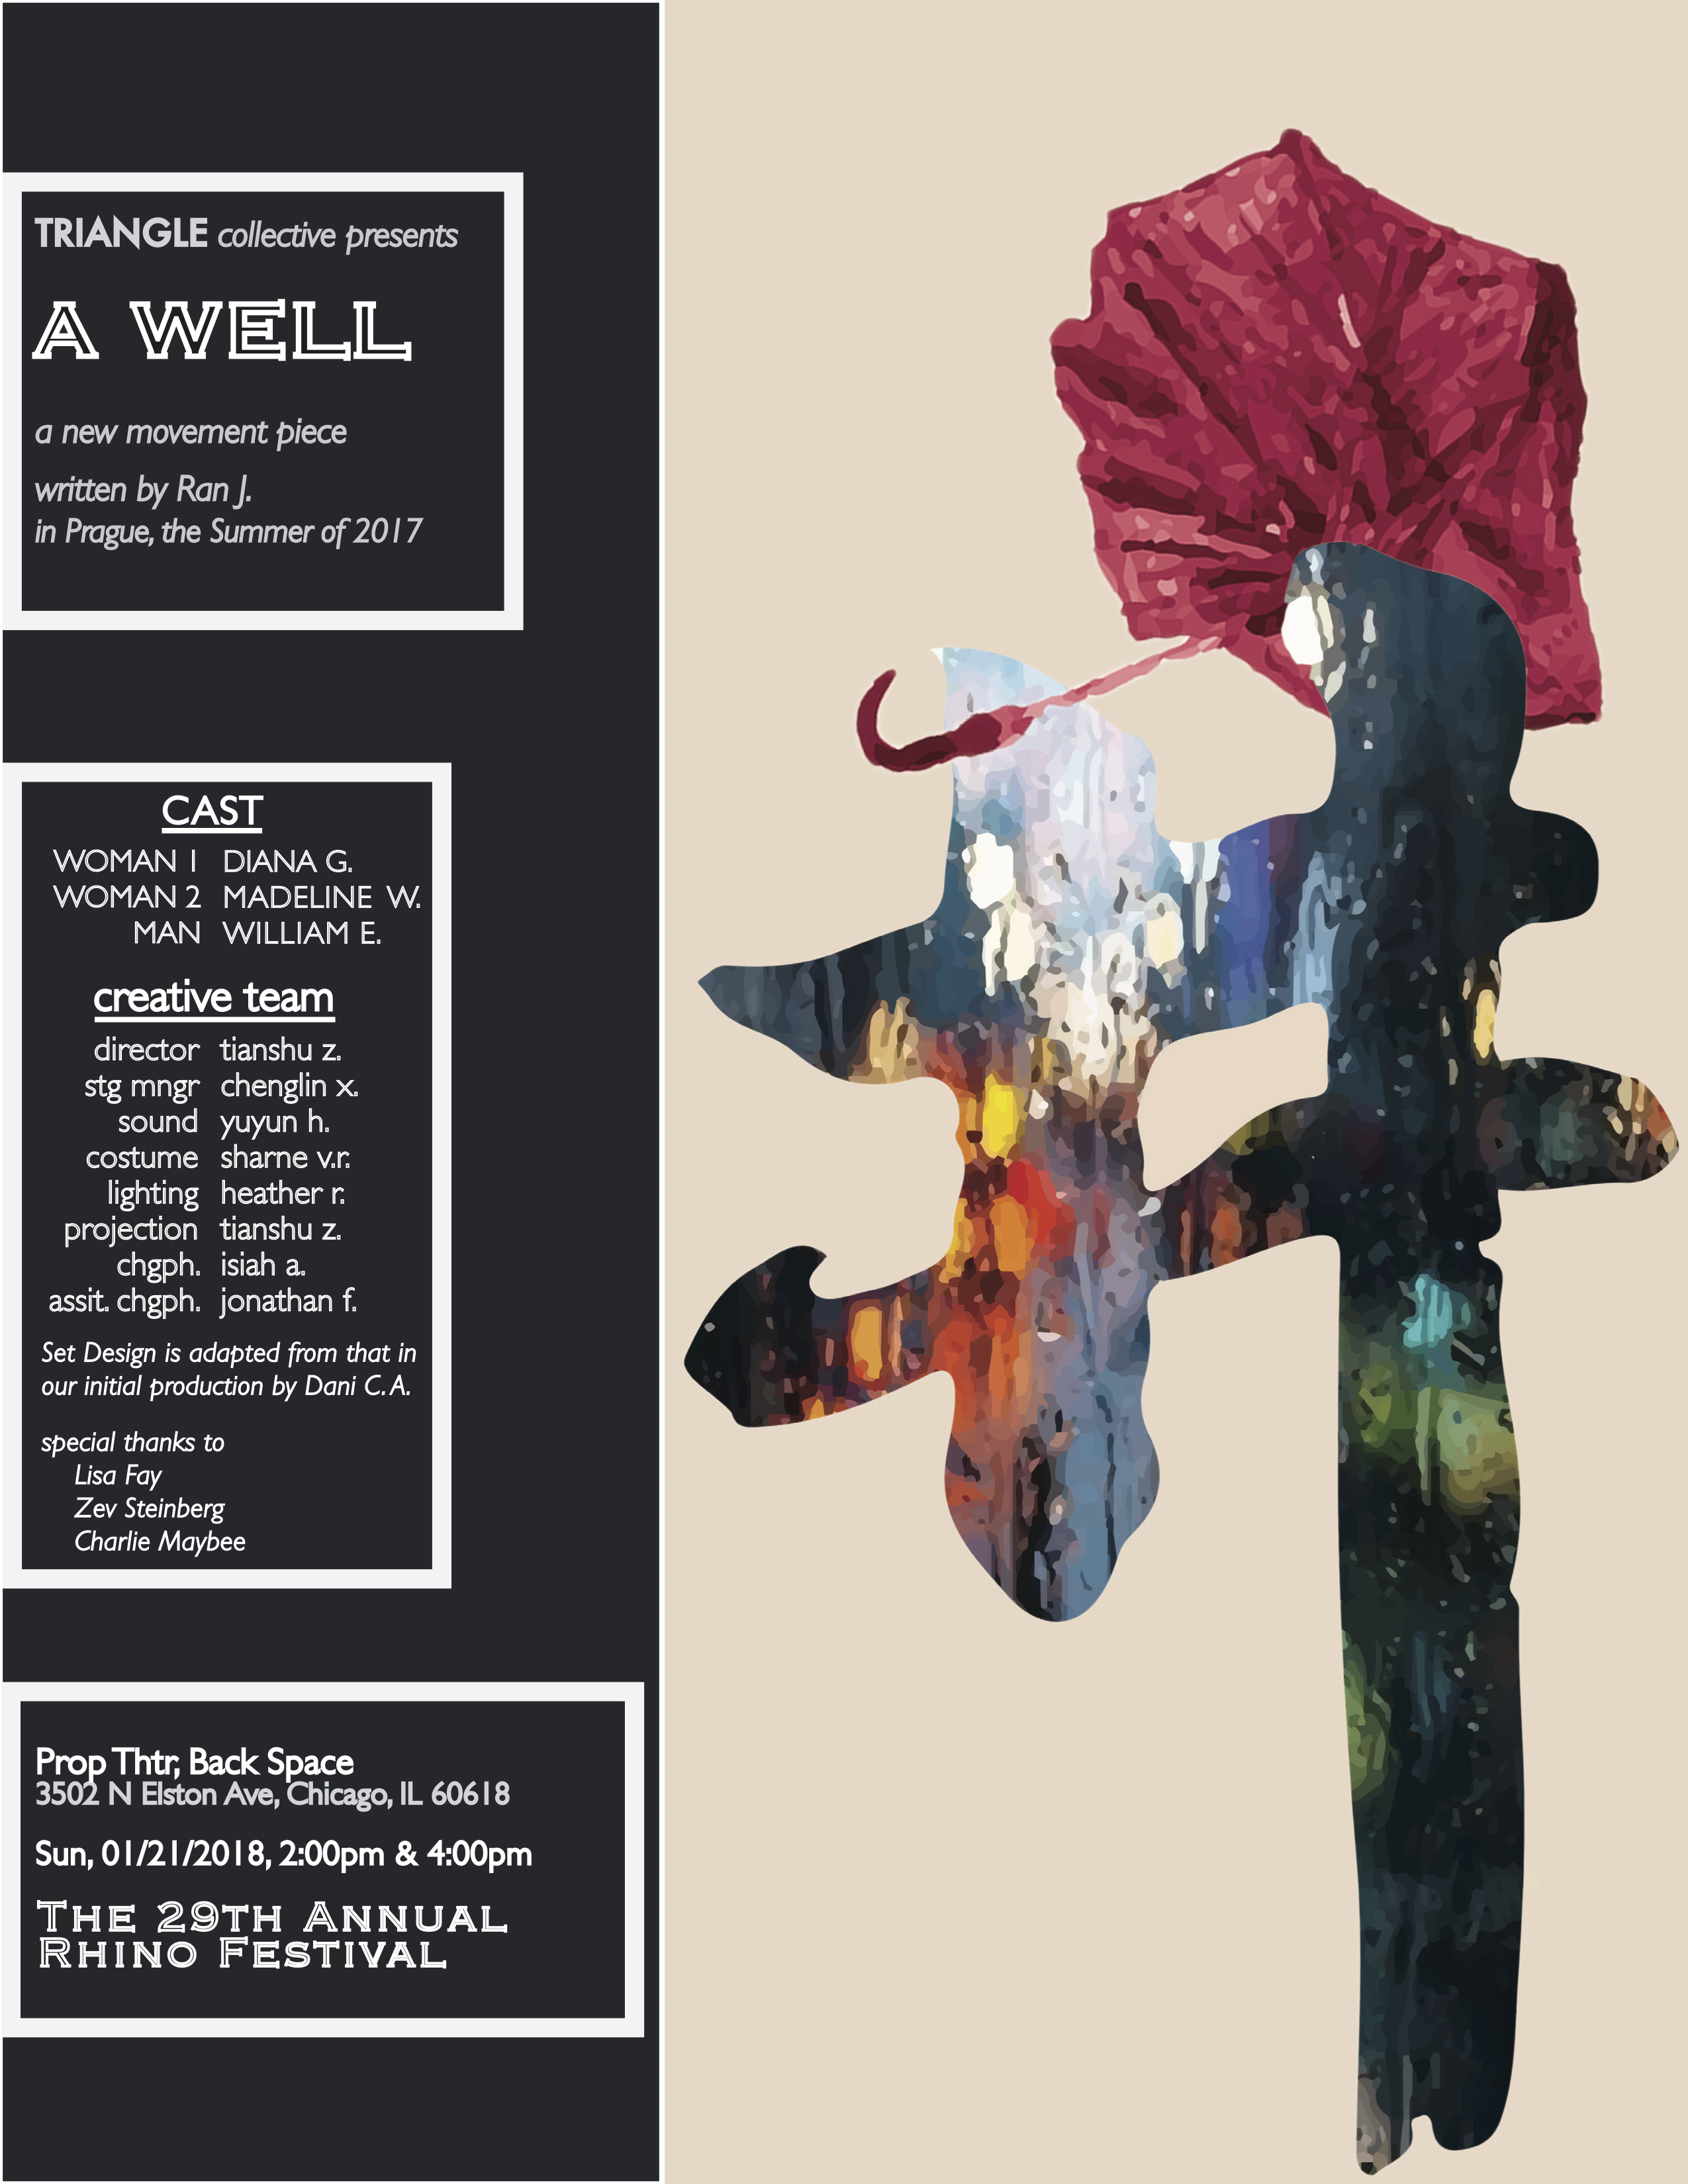 TRIANGLE collective presents
A WELL
a new movement piece
written by Ran J.
in Prague, the Summer of 2017
CAST
WOMAN 1 DIANA G.
WOMAN 2 MADELINE W.
MAN WILLIAM E.
creative team
director tianshu z.
stg mngr chenglin x.
sound yuyun h.
costume sharne v.r.
lighting heather r.
projection tianshu z.
chgph. isiah a.
assit. chgph. jonathan f.
Set Design is adapted from that in
our initial production by Dani C. A.
special thanks to
Lisa Fay
Zev Steinberg
Charlie Maybee
Prop Thtr, Back Space
3502 N Elston Ave, Chicago, IL 60618
Sun, 01/21/2018, 2:00pm & 4:00pm
THE 29TH ANNUAL
RHINO FESTIVAL
井